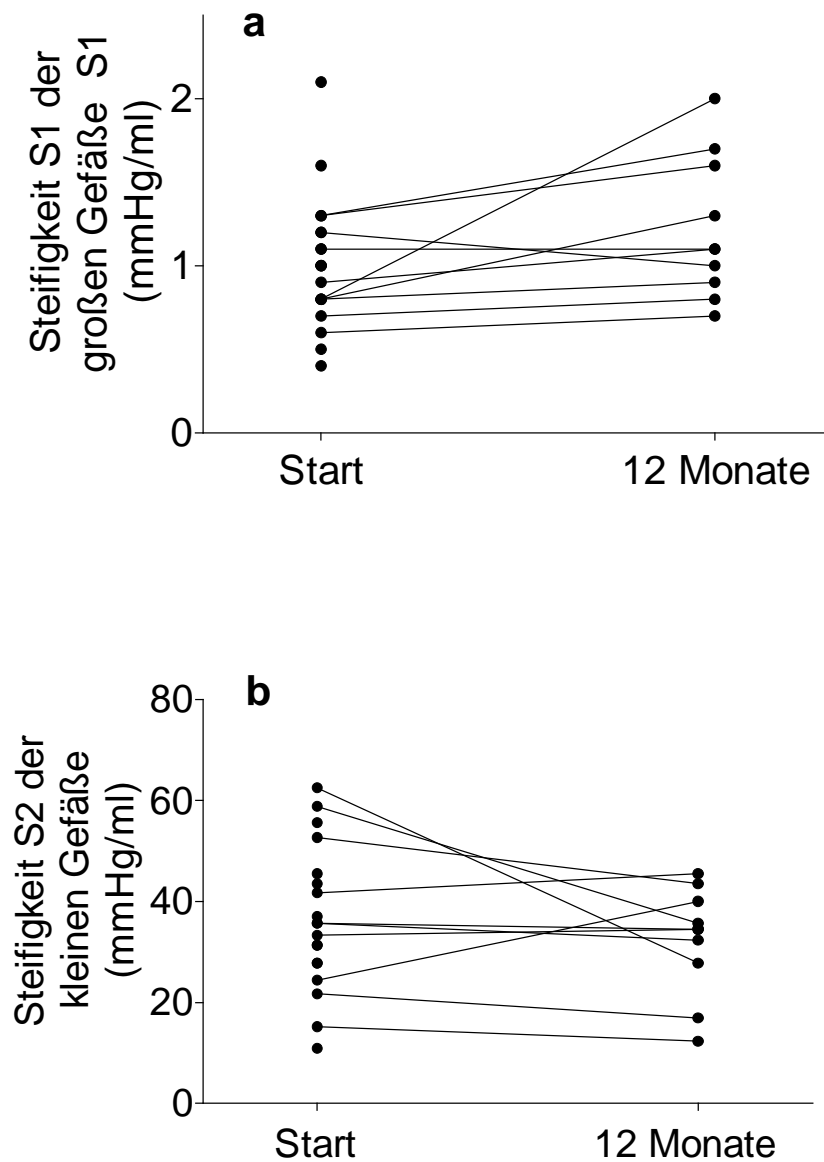 a
Steifigkeit S1 der
großen Gefäße S1
(mmHg/ml)
2
1
0
Start
12 Monate
b
Steifigkeit S2 der
kleinen Gefäße
(mmHg/ml)
80
60
40
20
0
Start
12 Monate